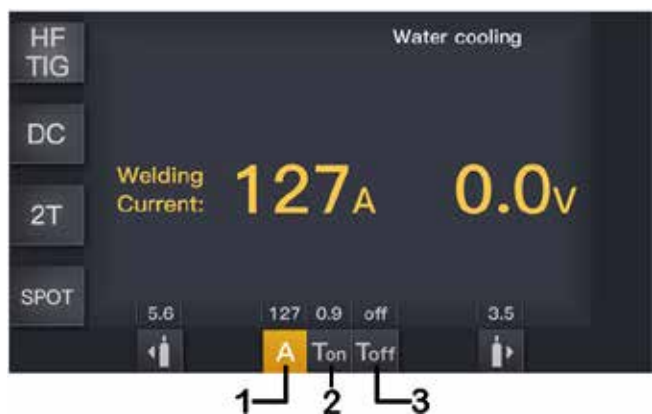 HF
TIG
Water cooling
DC
Welding
Current:
127A
0.0V
2T
SPOT
5.6
127
0.9
off
3.5
A
Ton
Toff
1
2
3